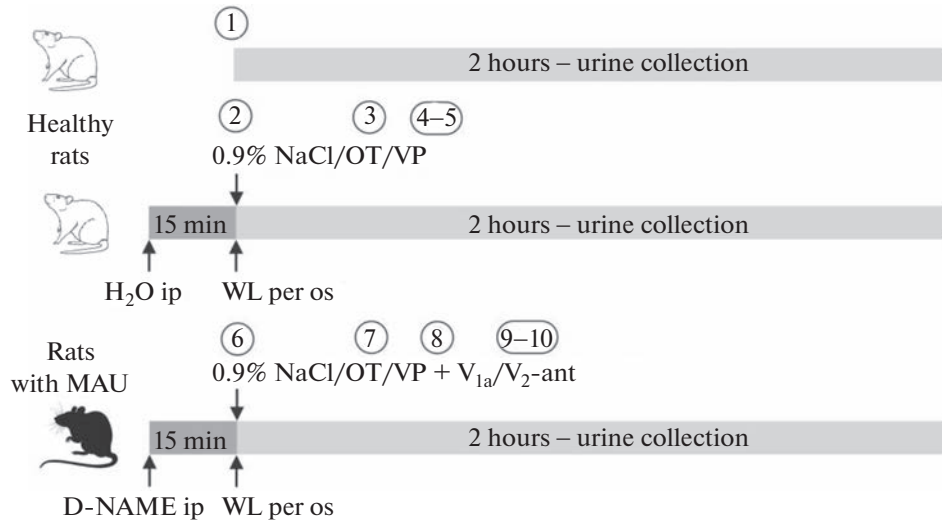 ①
2 hours – urine collection
Healthy
rats
② ③ 4–5
0.9% NaCl/OT/VP
15 min 2 hours – urine collection
H₂O ip WL per os
Rats
with MAU
⑥ ⑦ ⑧ 9–10
0.9% NaCl/OT/VP + V₁ₐ/V₂-ant
15 min 2 hours – urine collection
D-NAME ip WL per os